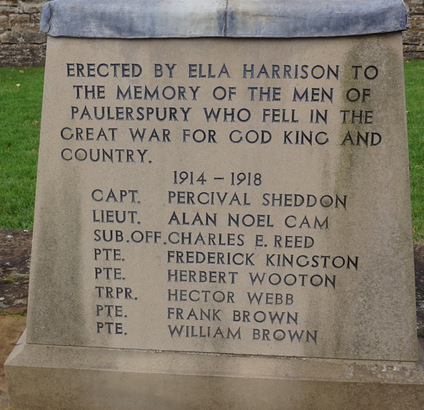 ERECTED BY ELLA HARRISON TO
THE MEMORY OF THE MEN OF
PAULERSPURY WHO FELL IN THE
GREAT WAR FOR GOD KING AND
COUNTRY.
1914 – 1918
CAPT. PERCIVAL SHEDDON
LIEUT. ALAN NOEL CAM
SUB.OFF. CHARLES E. REED
PTE. FREDERICK KINGSTON
PTE. HERBERT WOOTON
TRPR. HECTOR WEBB
PTE. FRANK BROWN
PTE. WILLIAM BROWN